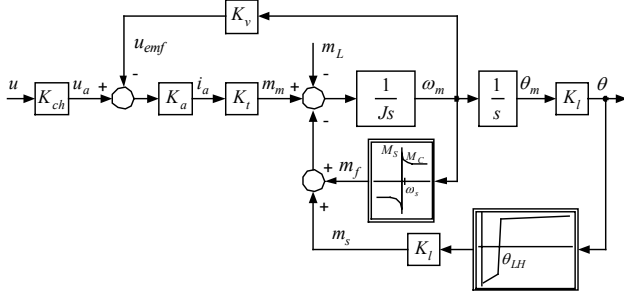 K_v
u_emf
-
m_L
u
K_ch
u_a
+
-
K_a
i_a
K_t
m_m
+
-
-
1
Js
ω_m
1
s
θ_m
K_l
θ
+
+
m_f
M_S
M_C
ω_s
m_s
K_l
θ_LH